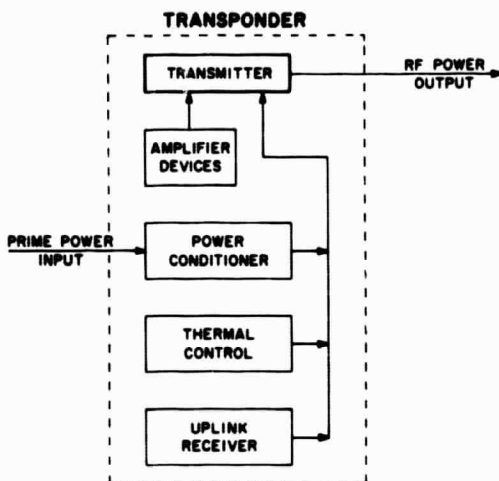 TRANSPONDER
TRANSMITTER
RF POWER
OUTPUT
AMPLIFIER
DEVICES
PRIME POWER
INPUT
POWER
CONDITIONER
THERMAL
CONTROL
UPLINK
RECEIVER